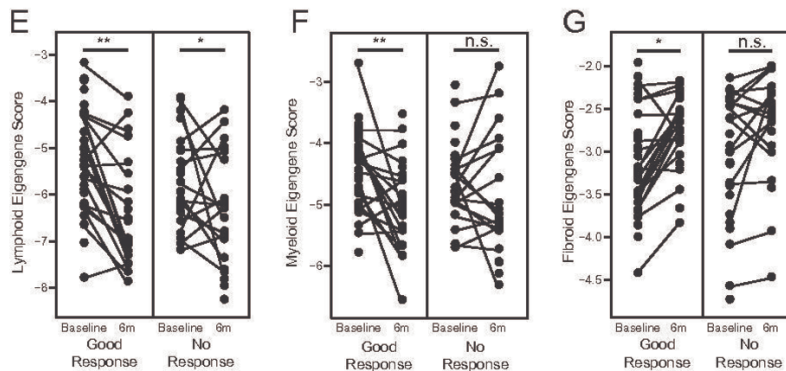 E
** *
Lymphoid Eigengene Score
-3
-4
-5
-6
-7
-8
Baseline 6m Baseline 6m
Good Response No Response
F
** n.s.
Myeloid Eigengene Score
-3
-4
-5
-6
Baseline 6m Baseline 6m
Good Response No Response
G
* n.s.
Fibroid Eigengene Score
-2.0
-2.5
-3.0
-3.5
-4.0
-4.5
Baseline 6m Baseline 6m
Good Response No Response